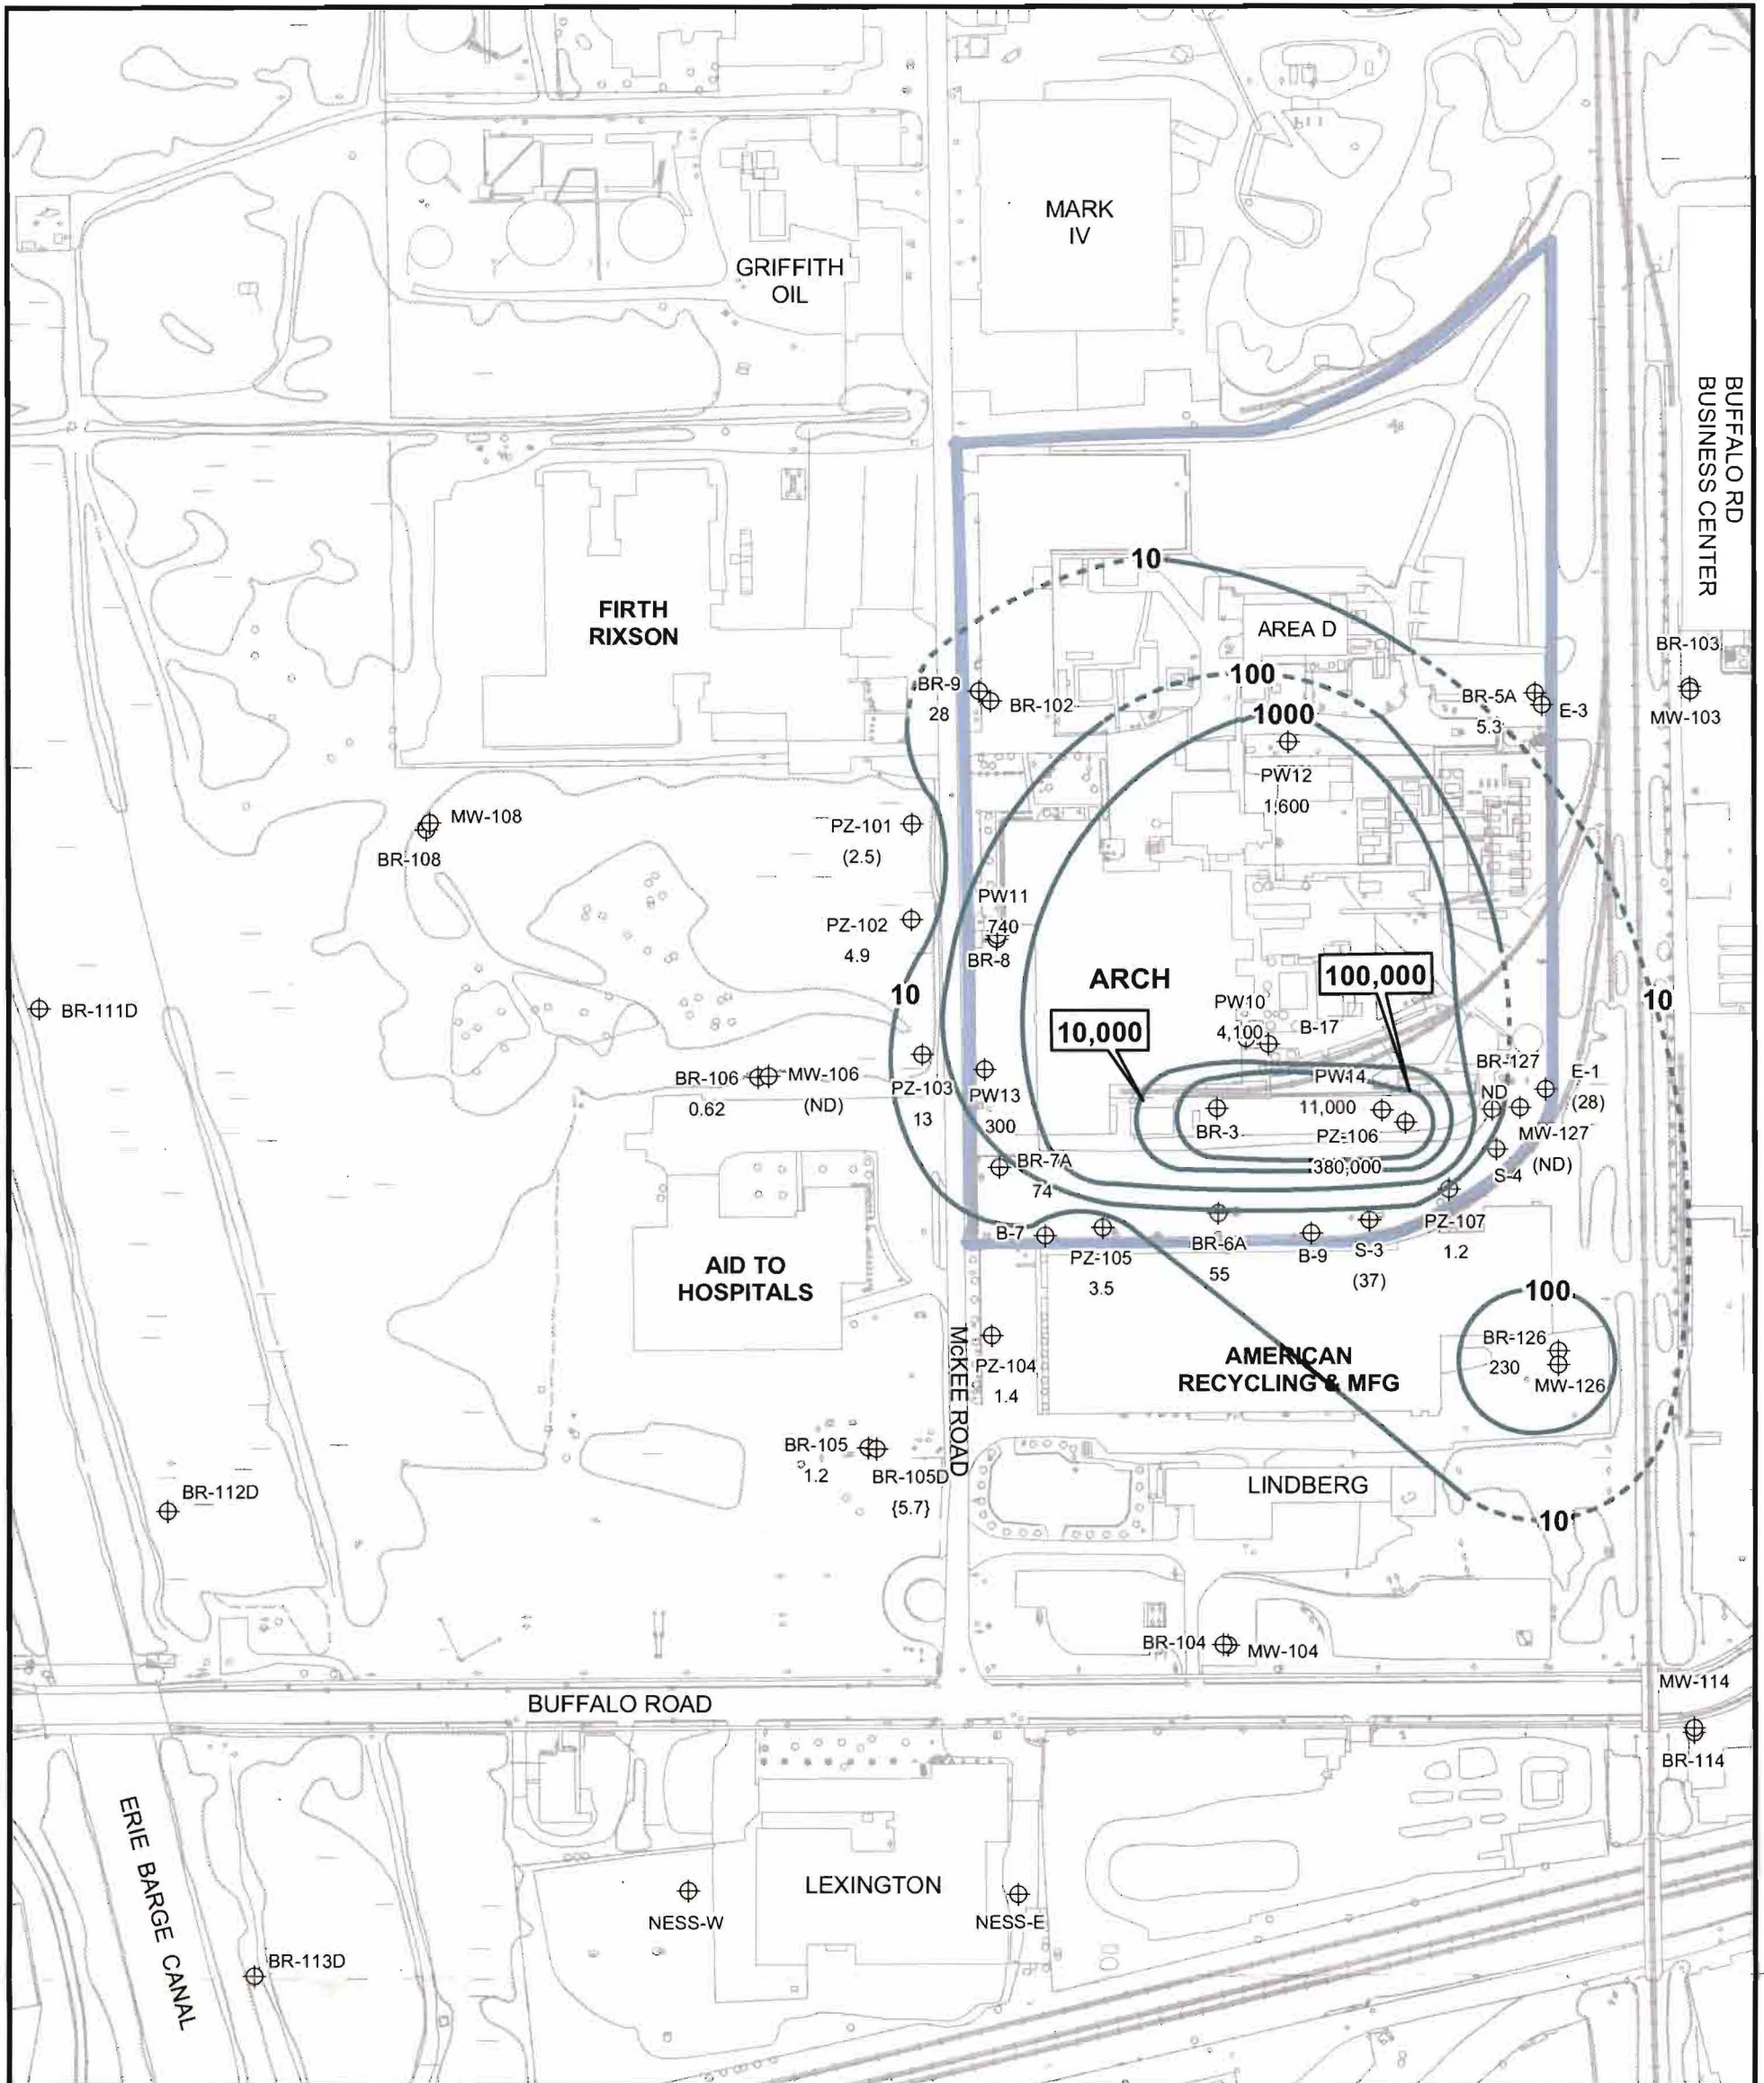 MARK
IV
GRIFFITH
OIL
BUFFALO RD
BUSINESS CENTER
10
FIRTH
RIXSON
AREA D
BR-103
100
BR-9
28
BR-102
BR-5A
5.3
E-3
MW-103
1000
PW12
1,600
MW-108
BR-108
PZ-101
(2.5)
PW11
740
BR-8
PZ-102
4.9
ARCH
100,000
10
10
BR-111D
PW10
4,100
B-17
10,000
BR-127
ND
E-1
(28)
BR-106
0.62
MW-106
(ND)
PZ-103
13
PW13
300
PW14
11,000
BR-3
PZ-106
380,000
MW-127
(ND)
S-4
BR-7A
74
PZ-107
1.2
B-7
PZ-105
3.5
BR-6A
55
B-9
S-3
(37)
AID TO
HOSPITALS
100
BR-126
230
MW-126
McKEE ROAD
PZ-104
1.4
AMERICAN
RECYCLING & MFG
BR-105
1.2
BR-105D
{5.7}
LINDBERG
BR-112D
10
BR-104
MW-104
MW-114
BUFFALO ROAD
BR-114
ERIE BARGE CANAL
LEXINGTON
NESS-W
NESS-E
BR-113D